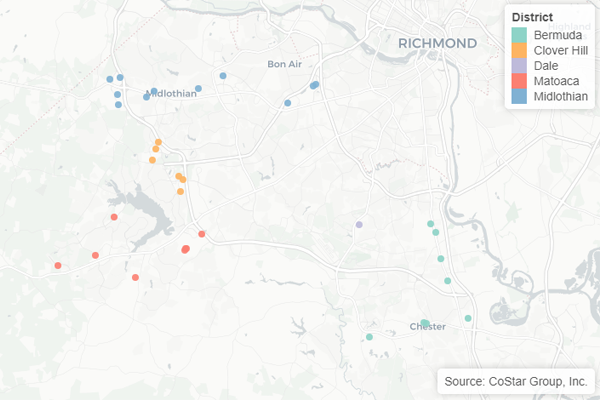 District
Bermuda
Clover Hill
Dale
Matoaca
Midlothian
RICHMOND
Bon Air
Midlothian
Chester
Source: CoStar Group, Inc.